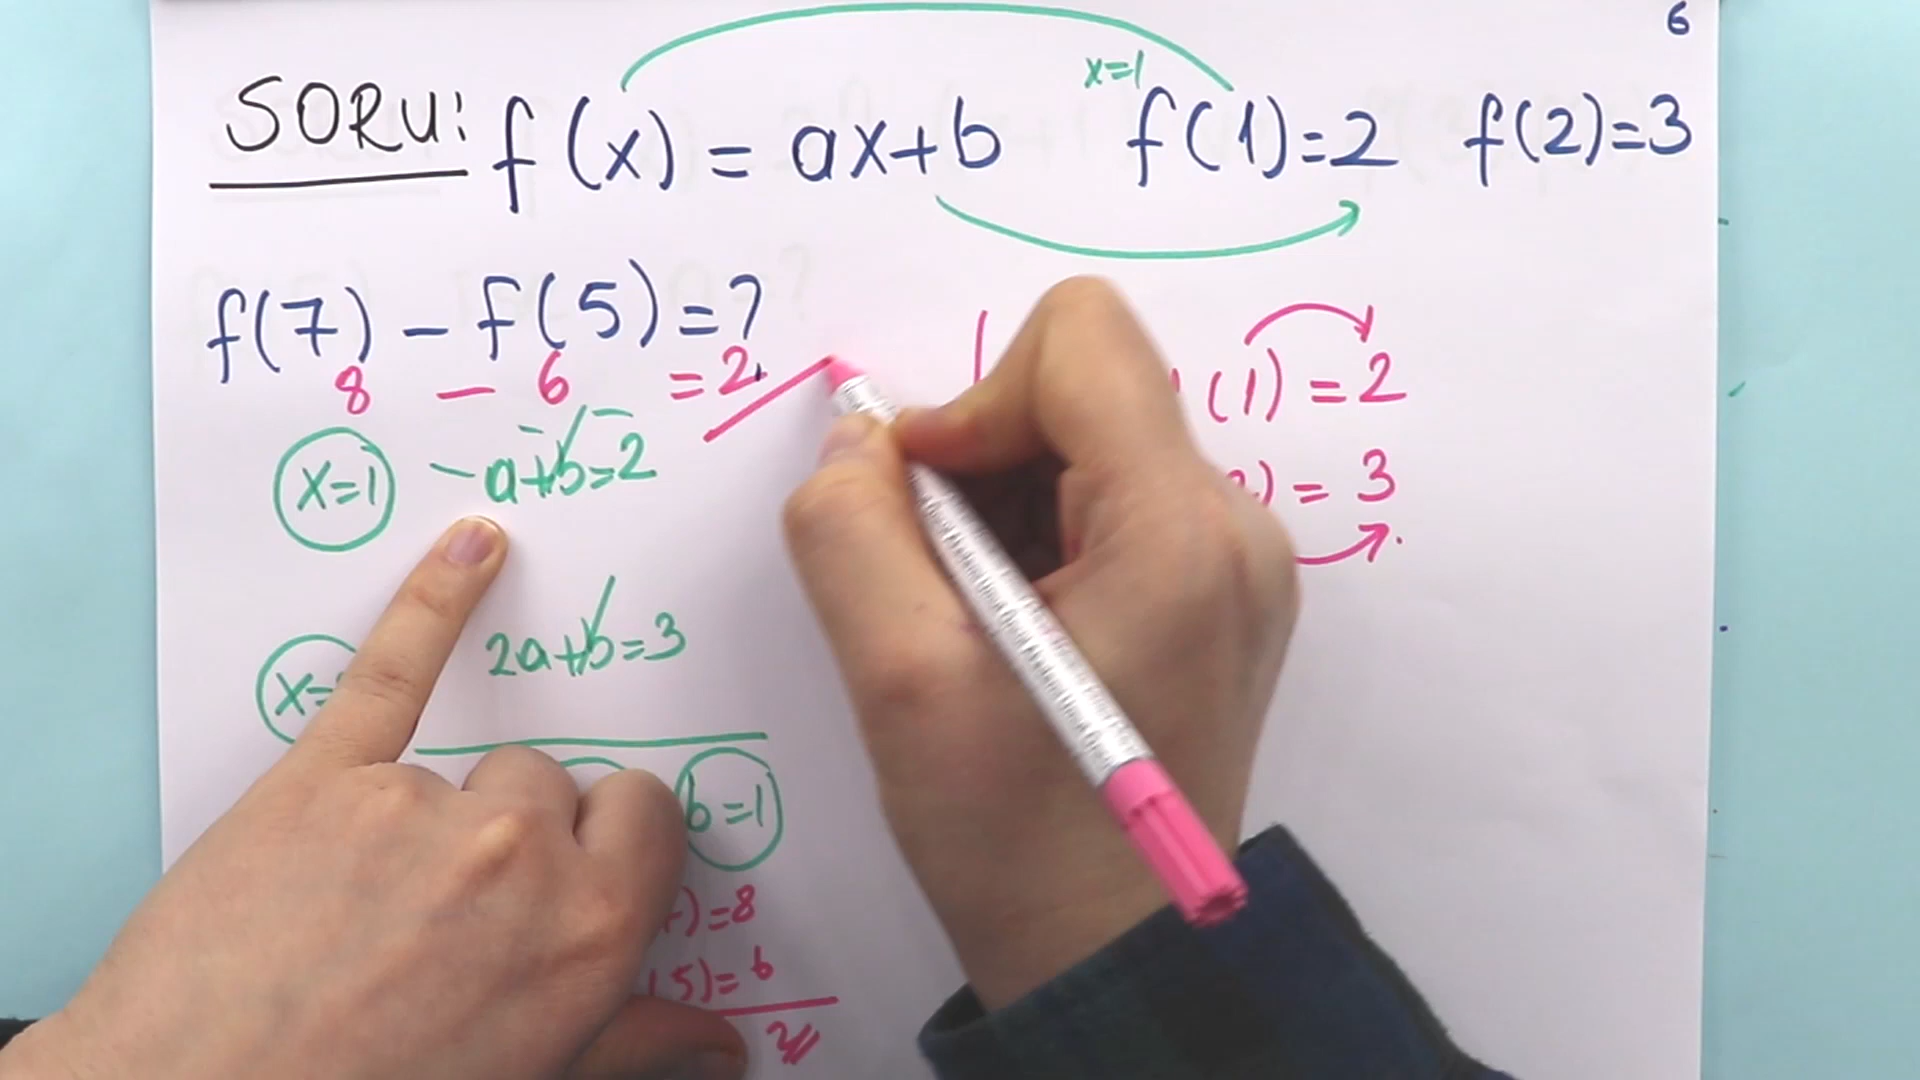 6
SORU: f(x) = ax+b f(1)=2 f(2)=3
x=1
f(7) - f(5)=?
8 - 6 = 2
x=1 -a+b=2
(1) = 2
= 3
2a+b=3
b=1
)=8
(5)=6
2